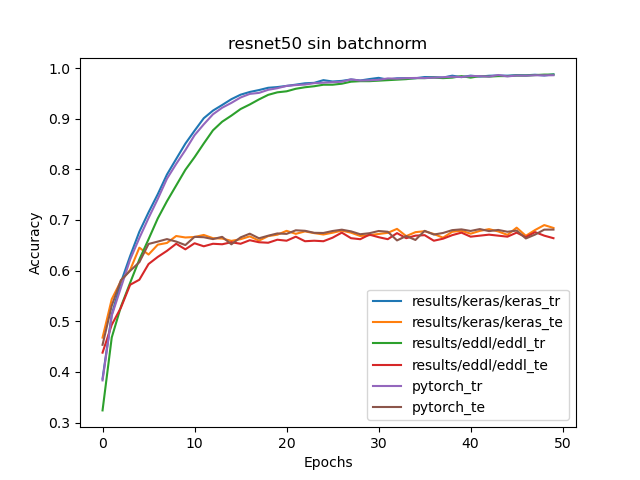 resnet50 sin batchnorm
Accuracy
1.0
0.9
0.8
0.7
0.6
0.5
0.4
0.3
results/keras/keras_tr
results/keras/keras_te
results/eddl/eddl_tr
results/eddl/eddl_te
pytorch_tr
pytorch_te
0 10 20 30 40 50
Epochs